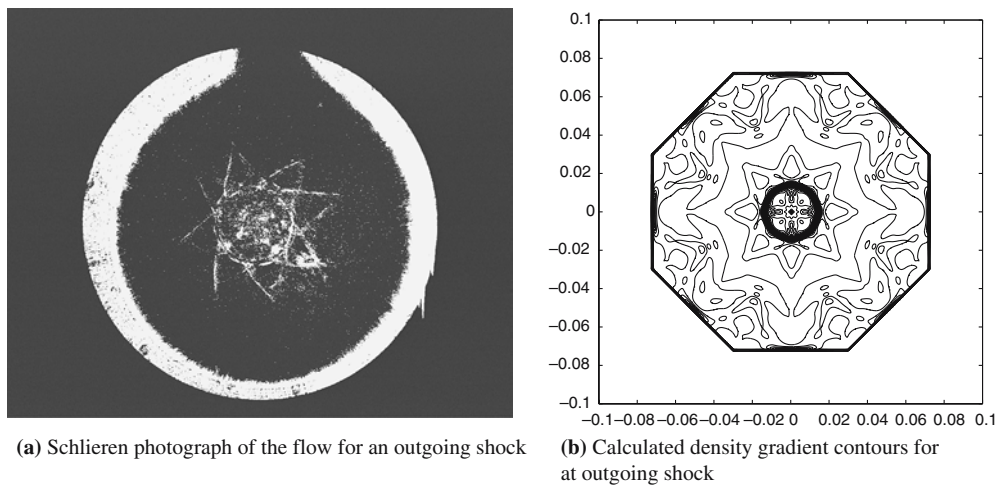 0.1
0.08
0.06
0.04
0.02
0
−0.02
−0.04
−0.06
−0.08
−0.1
−0.1−0.08 −0.06 −0.04 −0.02 0 0.02 0.04 0.06 0.08 0.1
(a) Schlieren photograph of the flow for an outgoing shock
(b) Calculated density gradient contours for
at outgoing shock